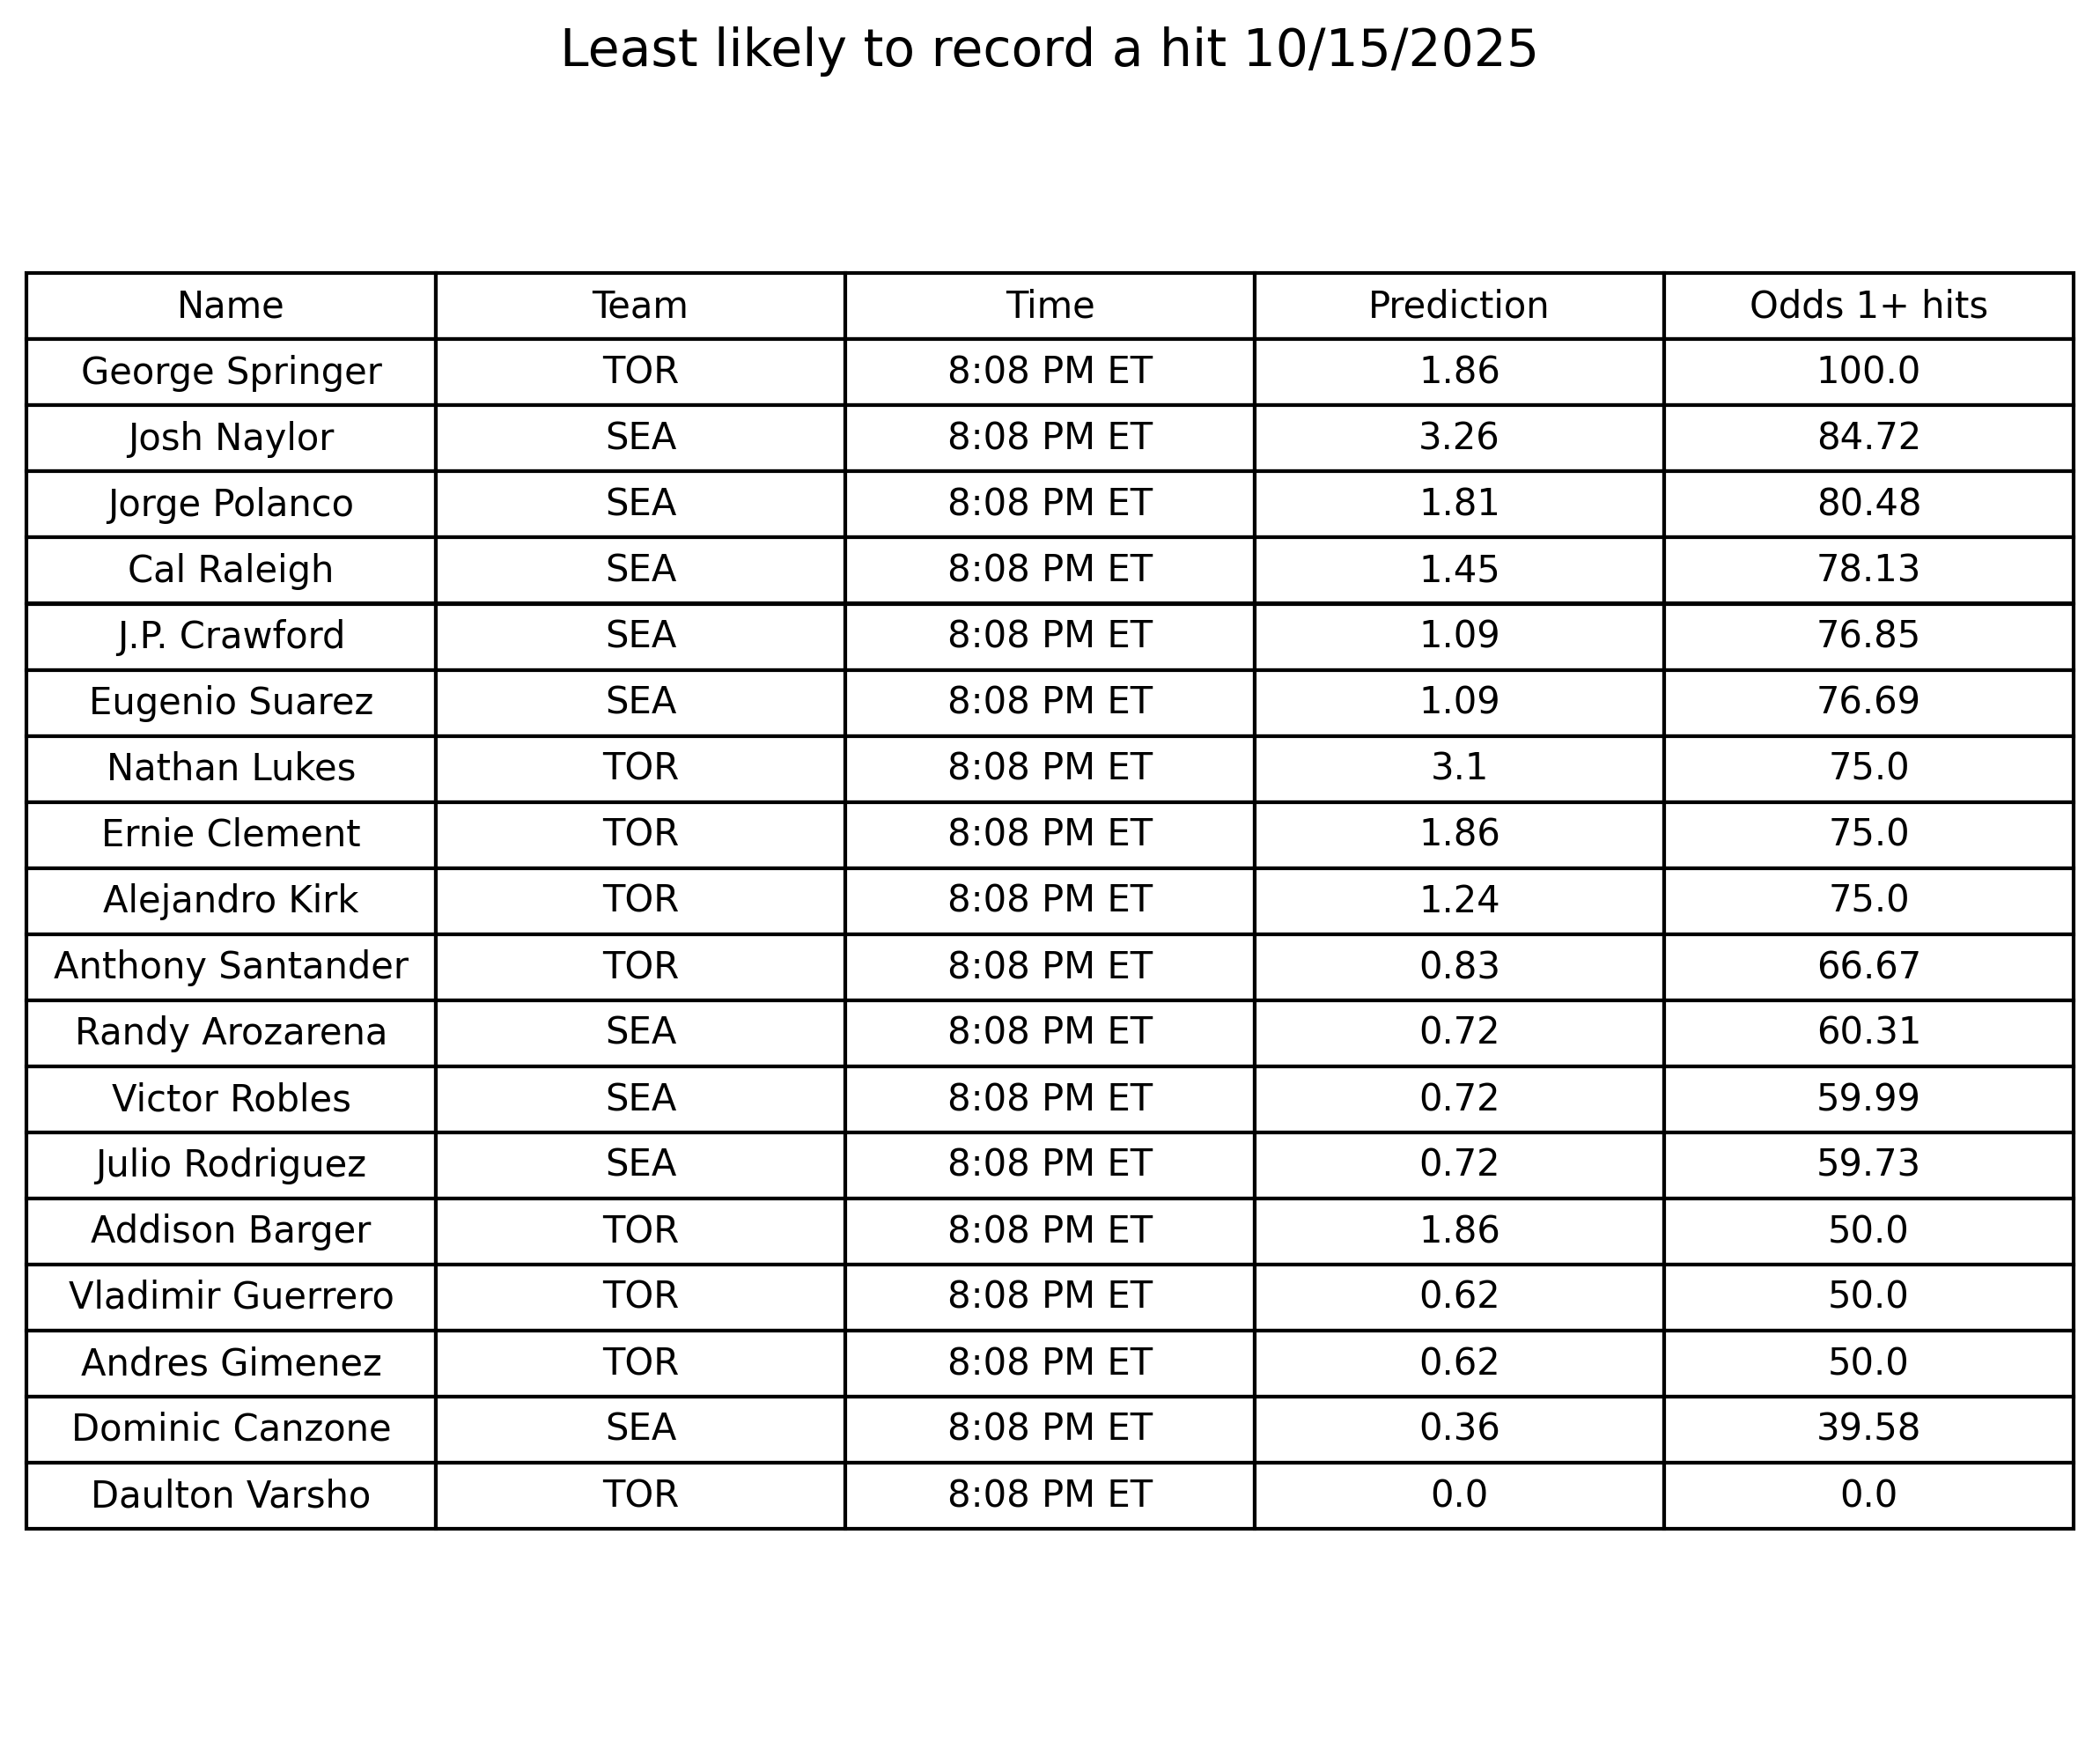 Least likely to record a hit 10/15/2025
Name Team Time Prediction Odds 1+ hits
George Springer TOR 8:08 PM ET 1.86 100.0
Josh Naylor SEA 8:08 PM ET 3.26 84.72
Jorge Polanco SEA 8:08 PM ET 1.81 80.48
Cal Raleigh SEA 8:08 PM ET 1.45 78.13
J.P. Crawford SEA 8:08 PM ET 1.09 76.85
Eugenio Suarez SEA 8:08 PM ET 1.09 76.69
Nathan Lukes TOR 8:08 PM ET 3.1 75.0
Ernie Clement TOR 8:08 PM ET 1.86 75.0
Alejandro Kirk TOR 8:08 PM ET 1.24 75.0
Anthony Santander TOR 8:08 PM ET 0.83 66.67
Randy Arozarena SEA 8:08 PM ET 0.72 60.31
Victor Robles SEA 8:08 PM ET 0.72 59.99
Julio Rodriguez SEA 8:08 PM ET 0.72 59.73
Addison Barger TOR 8:08 PM ET 1.86 50.0
Vladimir Guerrero TOR 8:08 PM ET 0.62 50.0
Andres Gimenez TOR 8:08 PM ET 0.62 50.0
Dominic Canzone SEA 8:08 PM ET 0.36 39.58
Daulton Varsho TOR 8:08 PM ET 0.0 0.0